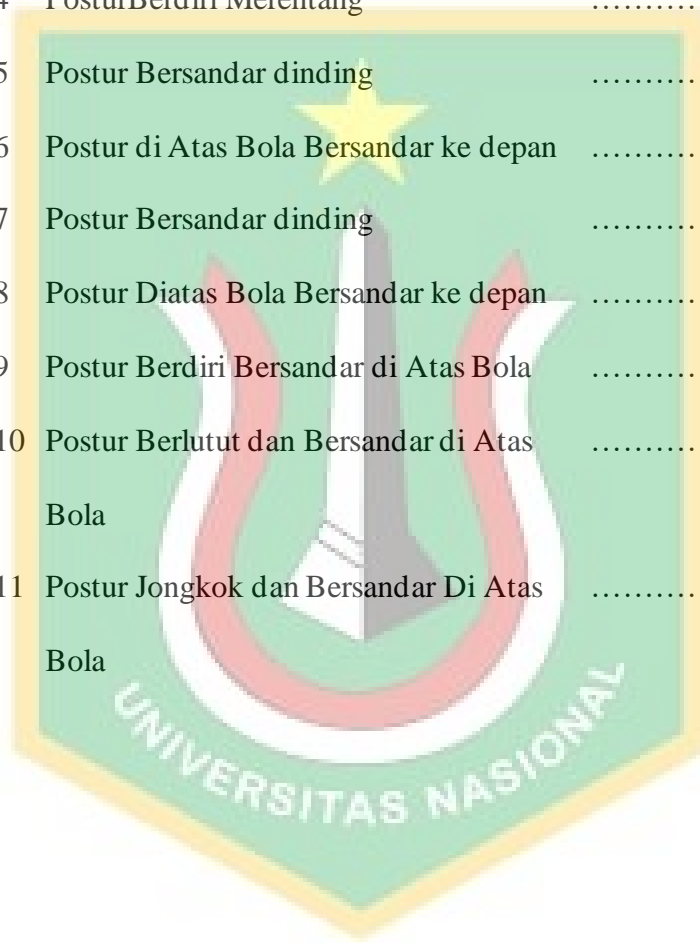 4 PosturBerdiri Merentang ..........
5 Postur Bersandar dinding ..........
6 Postur di Atas Bola Bersandar ke depan ..........
7 Postur Bersandar dinding ..........
8 Postur Diatas Bola Bersandar ke depan ..........
9 Postur Berdiri Bersandar di Atas Bola ..........
10 Postur Berlutut dan Bersandar di Atas ..........
Bola
11 Postur Jongkok dan Bersandar Di Atas ..........
Bola
UNIVERSITAS NASIONAL